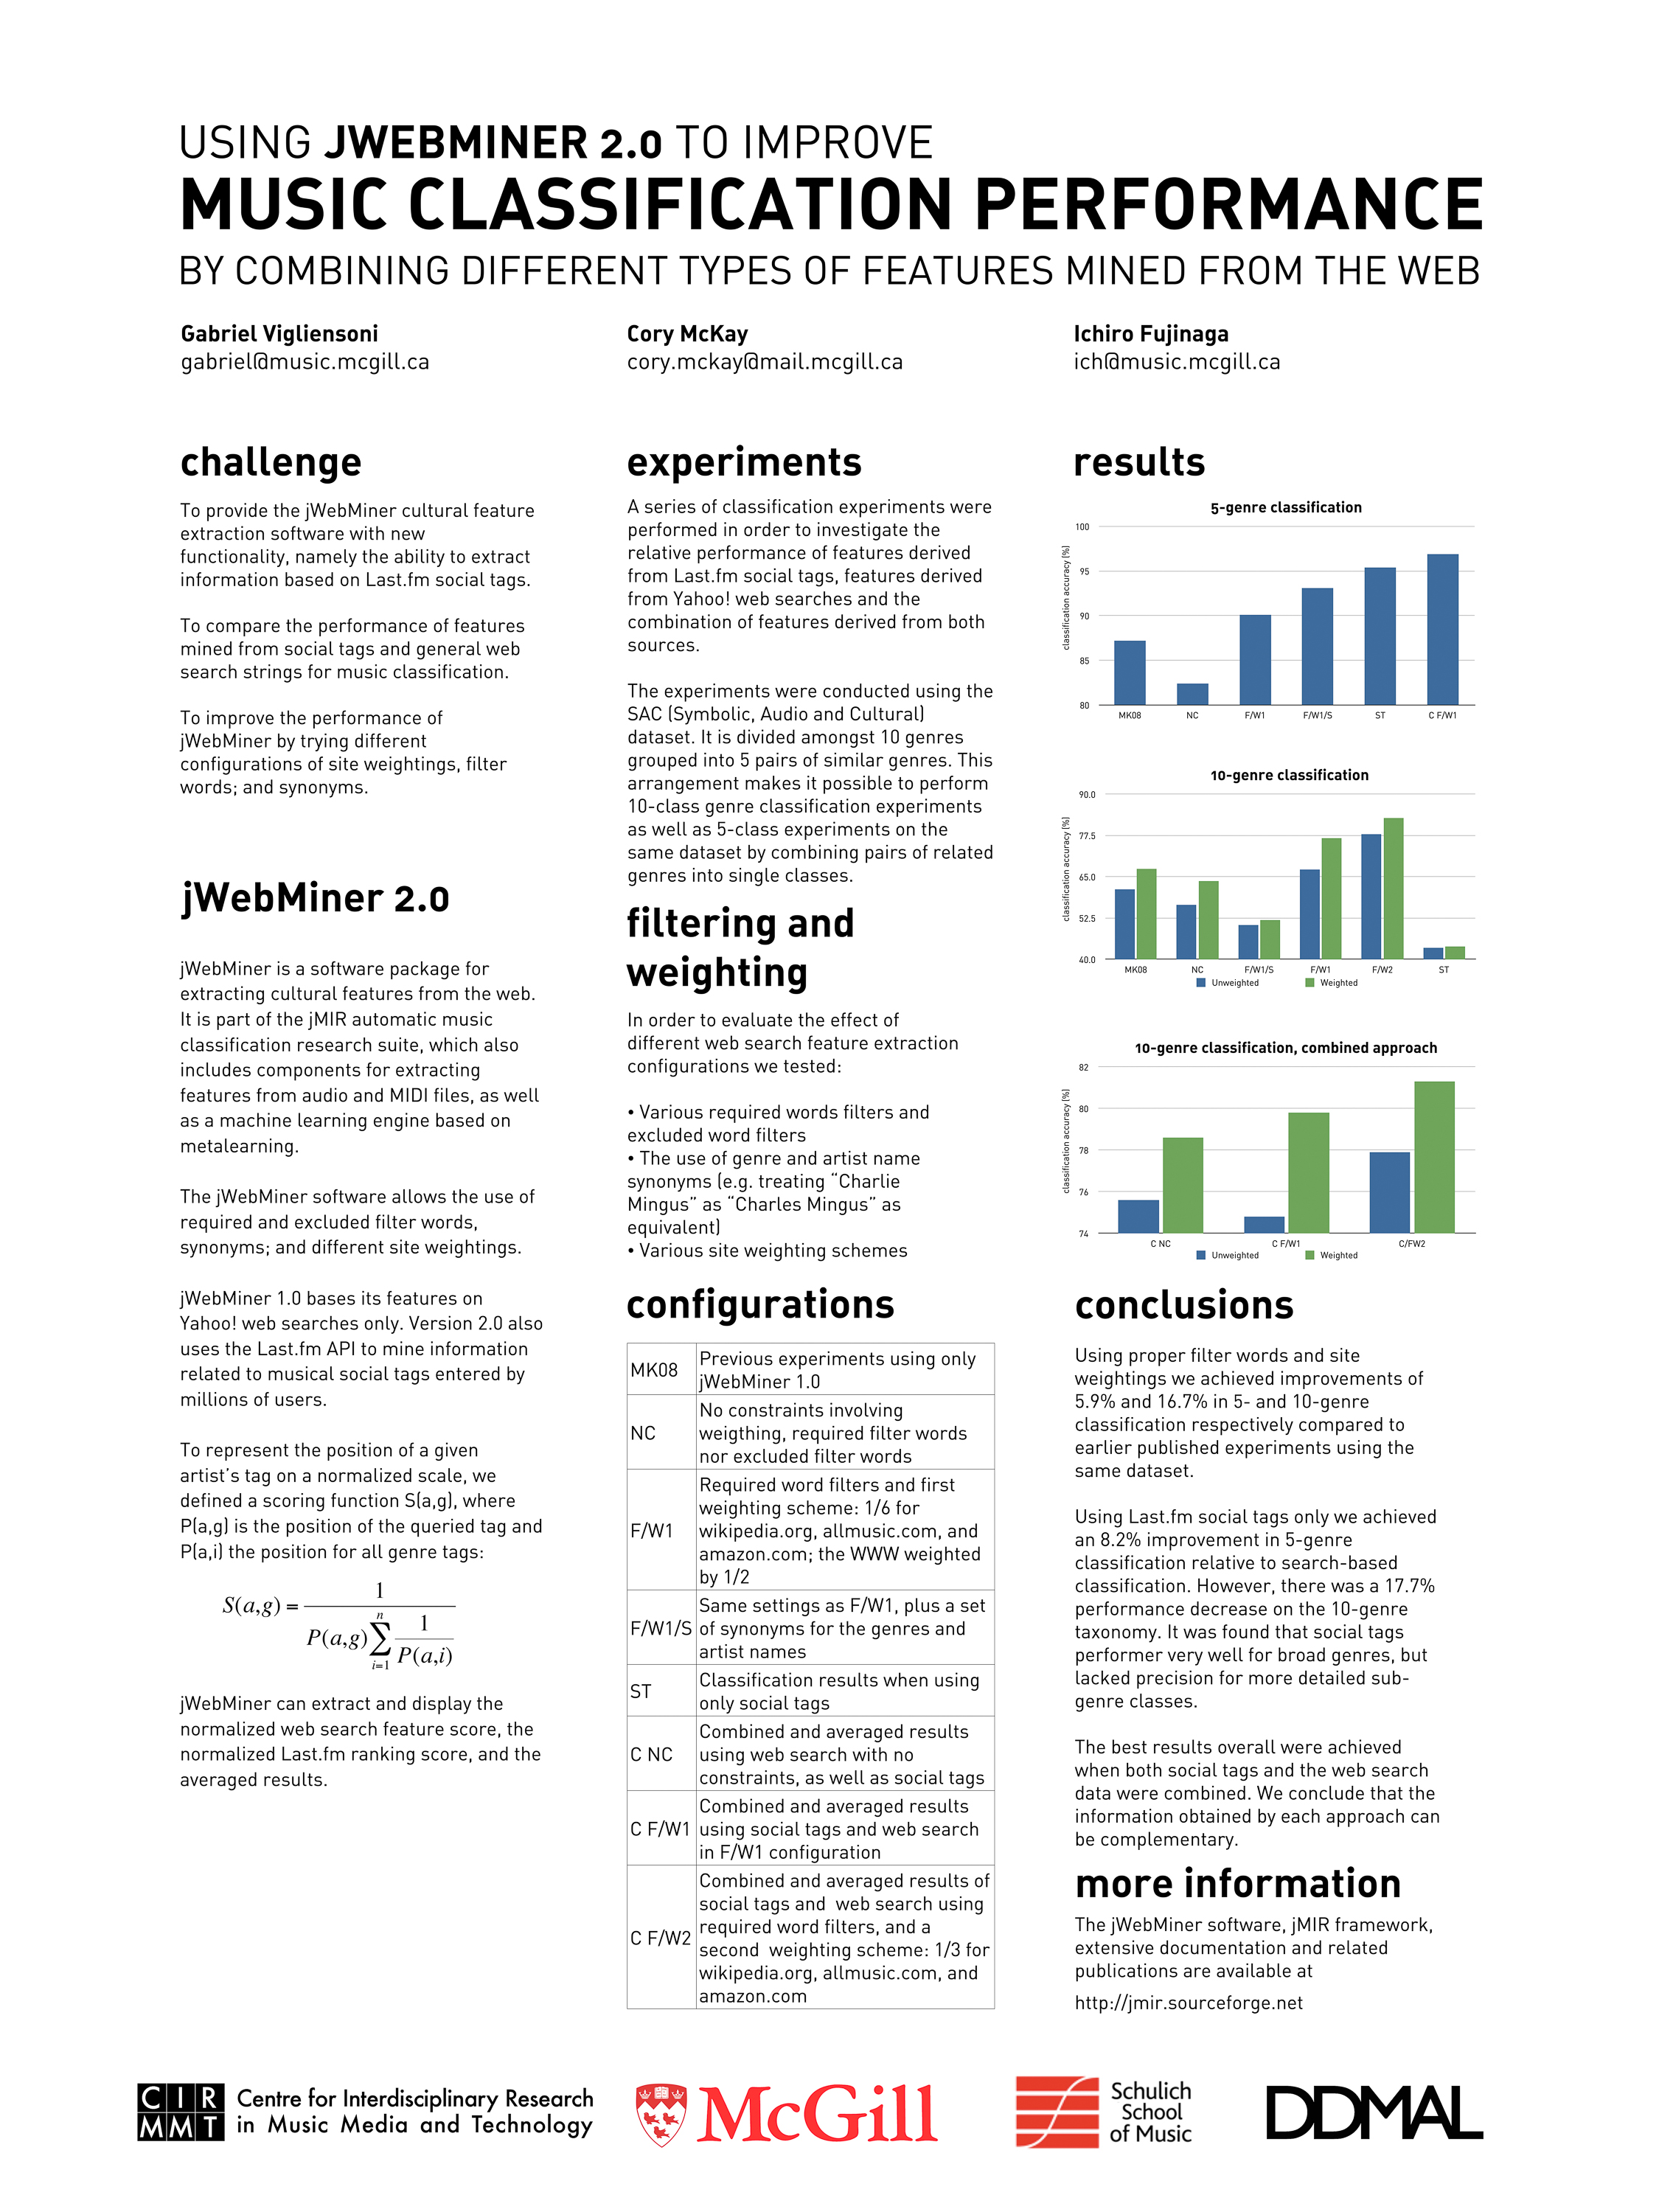 USING JWEBMINER 2.0 TO IMPROVE
MUSIC CLASSIFICATION PERFORMANCE
BY COMBINING DIFFERENT TYPES OF FEATURES MINED FROM THE WEB
Gabriel Vigliensoni
gabriel@music.mcgill.ca
Cory McKay
cory.mckay@mail.mcgill.ca
Ichiro Fujinaga
ich@music.mcgill.ca
challenge
To provide the jWebMiner cultural feature
extraction software with new
functionality, namely the ability to extract
information based on Last.fm social tags.
To compare the performance of features
mined from social tags and general web
search strings for music classification.
To improve the performance of
jWebMiner by trying different
configurations of site weightings, filter
words; and synonyms.
jWebMiner 2.0
jWebMiner is a software package for
extracting cultural features from the web.
It is part of the jMIR automatic music
classification research suite, which also
includes components for extracting
features from audio and MIDI files, as well
as a machine learning engine based on
metalearning.
The jWebMiner software allows the use of
required and excluded filter words,
synonyms; and different site weightings.
jWebMiner 1.0 bases its features on
Yahoo! web searches only. Version 2.0 also
uses the Last.fm API to mine information
related to musical social tags entered by
millions of users.
To represent the position of a given
artist's tag on a normalized scale, we
defined a scoring function S(a,g), where
P(a,g) is the position of the queried tag and
P(a,i) the position for all genre tags:
S(a,g) = 1
P(a,g) n ∑ i=1 1
P(a,i)
jWebMiner can extract and display the
normalized web search feature score, the
normalized Last.fm ranking score, and the
averaged results.
experiments
A series of classification experiments were
performed in order to investigate the
relative performance of features derived
from Last.fm social tags, features derived
from Yahoo! web searches and the
combination of features derived from both
sources.
The experiments were conducted using the
SAC (Symbolic, Audio and Cultural)
dataset. It is divided amongst 10 genres
grouped into 5 pairs of similar genres. This
arrangement makes it possible to perform
10-class genre classification experiments
as well as 5-class experiments on the
same dataset by combining pairs of related
genres into single classes.
filtering and
weighting
In order to evaluate the effect of
different web search feature extraction
configurations we tested:
• Various required words filters and
excluded word filters
• The use of genre and artist name
synonyms (e.g. treating “Charlie
Mingus” as “Charles Mingus” as
equivalent)
• Various site weighting schemes
configurations
MK08
Previous experiments using only
jWebMiner 1.0
NC
No constraints involving
weigthing, required filter words
nor excluded filter words
F/W1
Required word filters and first
weighting scheme: 1/6 for
wikipedia.org, allmusic.com, and
amazon.com; the WWW weighted
by 1/2
F/W1/S
Same settings as F/W1, plus a set
of synonyms for the genres and
artist names
ST
Classification results when using
only social tags
C NC
Combined and averaged results
using web search with no
constraints, as well as social tags
C F/W1
Combined and averaged results
using social tags and web search
in F/W1 configuration
C F/W2
Combined and averaged results of
social tags and web search using
required word filters, and a
second weighting scheme: 1/3 for
wikipedia.org, allmusic.com, and
amazon.com
results
5-genre classification
classification accuracy (%)
100
95
90
85
80
MK08 NC F/W1 F/W1/S ST C F/W1
10-genre classification
classification accuracy (%)
90.0
77.5
65.0
52.5
40.0
MK08 NC F/W1/S F/W1 F/W2 ST
Unweighted Weighted
10-genre classification, combined approach
classification accuracy (%)
82
80
78
76
74
C NC C F/W1 C/FW2
Unweighted Weighted
conclusions
Using proper filter words and site
weightings we achieved improvements of
5.9% and 16.7% in 5- and 10-genre
classification respectively compared to
earlier published experiments using the
same dataset.
Using Last.fm social tags only we achieved
an 8.2% improvement in 5-genre
classification relative to search-based
classification. However, there was a 17.7%
performance decrease on the 10-genre
taxonomy. It was found that social tags
performer very well for broad genres, but
lacked precision for more detailed sub-
genre classes.
The best results overall were achieved
when both social tags and the web search
data were combined. We conclude that the
information obtained by each approach can
be complementary.
more information
The jWebMiner software, jMIR framework,
extensive documentation and related
publications are available at
http://jmir.sourceforge.net
CIR
MMT
Centre for Interdisciplinary Research
in Music Media and Technology
McGill
Schulich
School
of Music
DDMAL